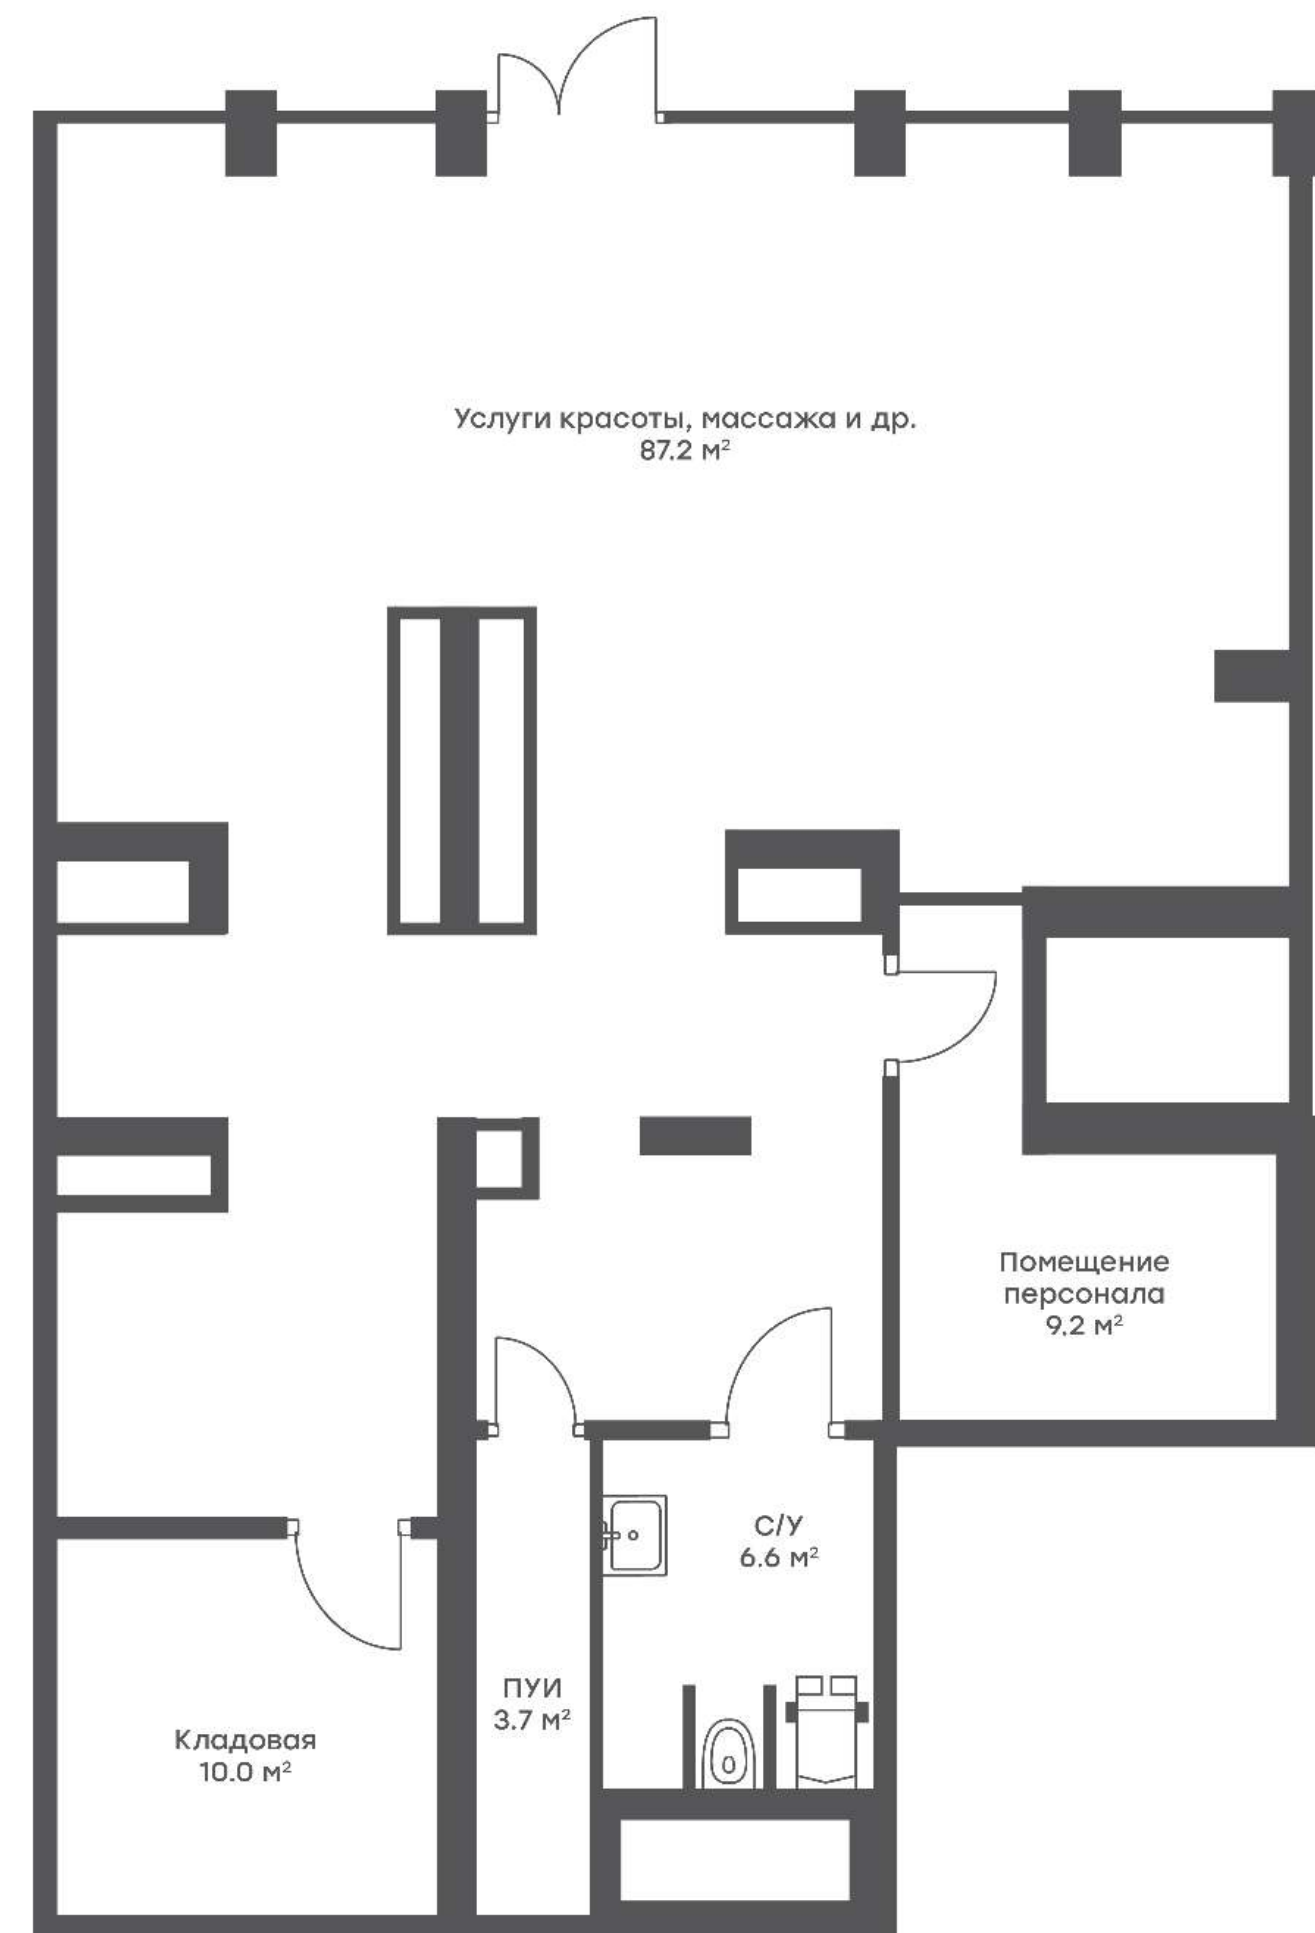 Услуги красоты, массажа и др.
87.2 м²
Помещение
персонала
9.2 м²
С/У
6.6 м²
ПУИ
3.7 м²
Кладовая
10.0 м²